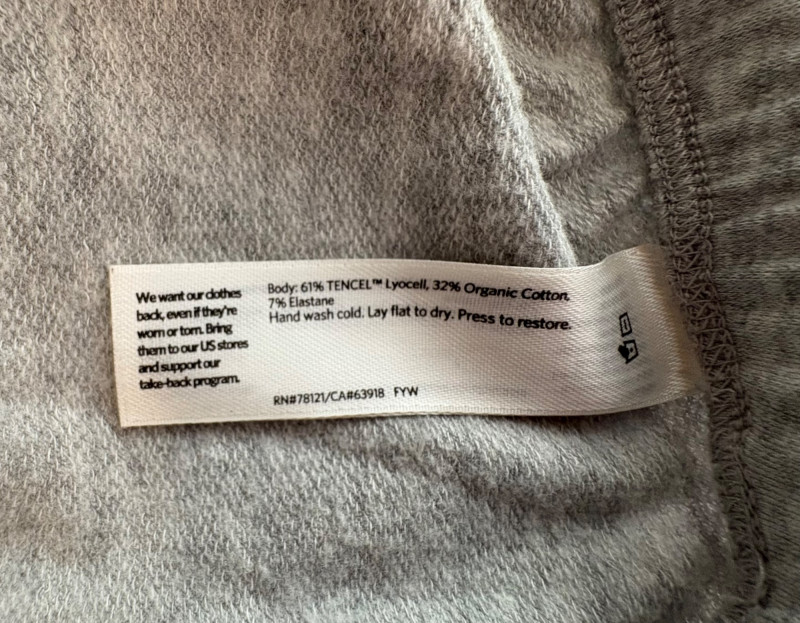 We want our clothes
back, even if they're
worn or torn. Bring
them to our US stores
and support our
take-back program.
Body: 61% TENCEL™ Lyocell, 32% Organic Cotton,
7% Elastane
Hand wash cold. Lay flat to dry. Press to restore.
RN#78121/CA#63918 FYW